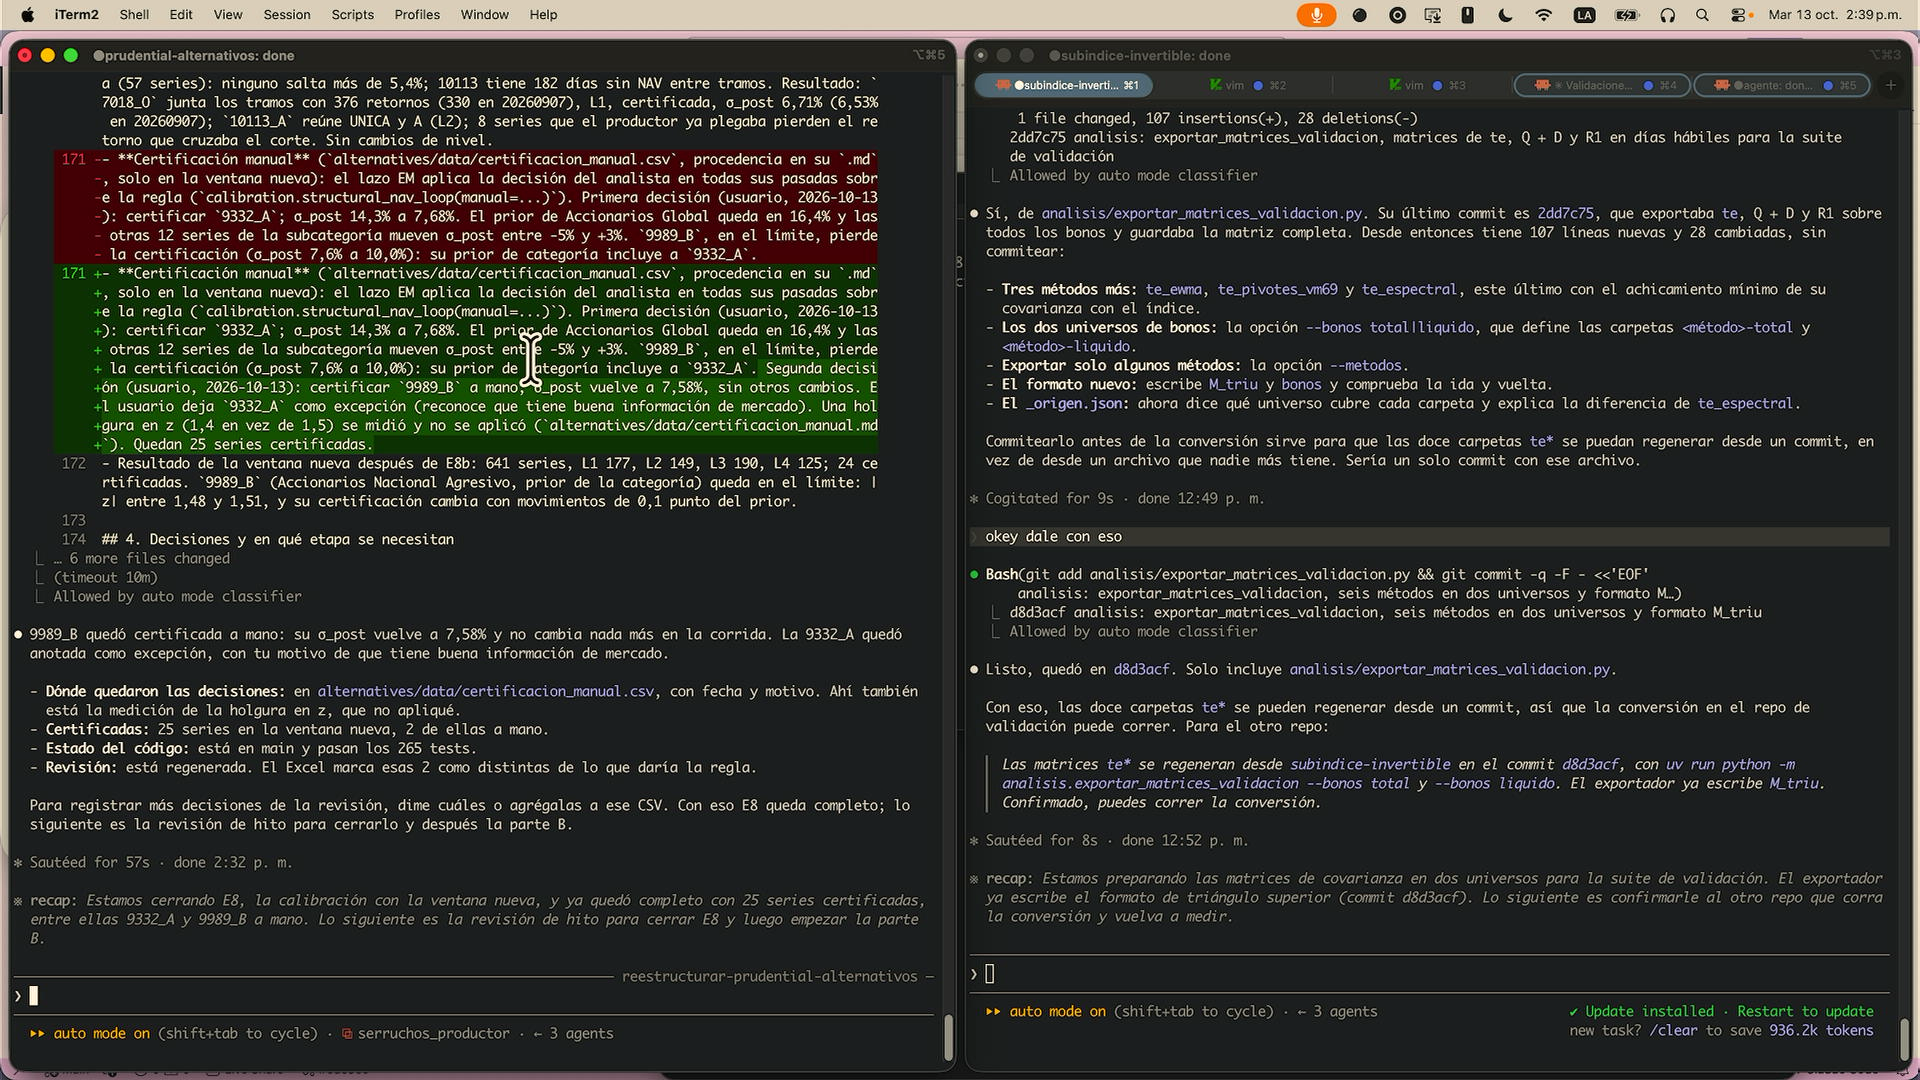 iTerm2 Shell Edit View Session Scripts Profiles Window Help
LA
Mar 13 oct. 2:39 p.m.
prudential-alternativos: done
⌥⌘5
a (57 series): ninguno salta más de 5,4%; 10113 tiene 182 días sin NAV entre tramos. Resultado: `
7018_O` junta los tramos con 376 retornos (330 en 20260907), L1, certificada, σ_post 6,71% (6,53%
en 20260907); `10113_A` reúne UNICA y A (L2); 8 series que el productor ya plegaba pierden el re
torno que cruzaba el corte. Sin cambios de nivel.
171 -- **Certificación manual** (`alternatives/data/certificacion_manual.csv`, procedencia en su `.md`
-, solo en la ventana nueva): el lazo EM aplica la decisión del analista en todas sus pasadas sobr
-e la regla (`calibration.structural_nav_loop(manual=...)`). Primera decisión (usuario, 2026-10-13
-): certificar `9332_A`; σ_post 14,3% a 7,68%. El prior de Accionarios Global queda en 16,4% y las
- otras 12 series de la subcategoría mueven σ_post entre -5% y +3%. `9989_B`, en el límite, pierde
- la certificación (σ_post 7,6% a 10,0%): su prior de categoría incluye a `9332_A`.
171 +- **Certificación manual** (`alternatives/data/certificacion_manual.csv`, procedencia en su `.md`
+, solo en la ventana nueva): el lazo EM aplica la decisión del analista en todas sus pasadas sobr
+e la regla (`calibration.structural_nav_loop(manual=...)`). Primera decisión (usuario, 2026-10-13
+): certificar `9332_A`; σ_post 14,3% a 7,68%. El prior de Accionarios Global queda en 16,4% y las
+ otras 12 series de la subcategoría mueven σ_post entre -5% y +3%. `9989_B`, en el límite, pierde
+ la certificación (σ_post 7,6% a 10,0%): su prior de categoría incluye a `9332_A`. Segunda decisi
+ón (usuario, 2026-10-13): certificar `9989_B` a mano; σ_post vuelve a 7,58%, sin otros cambios. E
+l usuario deja `9332_A` como excepción (reconoce que tiene buena información de mercado). Una hol
+gura en z (1,4 en vez de 1,5) se midió y no se aplicó (`alternatives/data/certificacion_manual.md
+`). Quedan 25 series certificadas.
172 - Resultado de la ventana nueva después de E8b: 641 series, L1 177, L2 149, L3 190, L4 125; 24 ce
rtificadas. `9989_B` (Accionarios Nacional Agresivo, prior de la categoría) queda en el límite: |
z| entre 1,48 y 1,51, y su certificación cambia con movimientos de 0,1 punto del prior.
173
174 ## 4. Decisiones y en qué etapa se necesitan
… 6 more files changed
(timeout 10m)
Allowed by auto mode classifier
9989_B quedó certificada a mano: su σ_post vuelve a 7,58% y no cambia nada más en la corrida. La 9332_A quedó
anotada como excepción, con tu motivo de que tiene buena información de mercado.
- Dónde quedaron las decisiones: en alternatives/data/certificacion_manual.csv, con fecha y motivo. Ahí también
está la medición de la holgura en z, que no apliqué.
- Certificadas: 25 series en la ventana nueva, 2 de ellas a mano.
- Estado del código: está en main y pasan los 265 tests.
- Revisión: está regenerada. El Excel marca esas 2 como distintas de lo que daría la regla.
Para registrar más decisiones de la revisión, dime cuáles o agrégalas a ese CSV. Con eso E8 queda completo; lo
siguiente es la revisión de hito para cerrarlo y después la parte B.
✻ Sautéed for 57s · done 2:32 p. m.
※ recap: Estamos cerrando E8, la calibración con la ventana nueva, y ya quedó completo con 25 series certificadas,
entre ellas 9332_A y 9989_B a mano. Lo siguiente es la revisión de hito para cerrar E8 y luego empezar la parte
B.
reestructurar-prudential-alternativos
❯
⏵⏵ auto mode on (shift+tab to cycle) · serruchos_productor · ← 3 agents
subindice-invertible: done
⌥⌘3
subindice-inverti... ⌘1 vim ⌘2 vim ⌘3 Validacione... ⌘4 agente: don... ⌘5 +
1 file changed, 107 insertions(+), 28 deletions(-)
2dd7c75 analisis: exportar_matrices_validacion, matrices de te, Q + D y R1 en días hábiles para la suite
de validación
Allowed by auto mode classifier
Sí, de analisis/exportar_matrices_validacion.py. Su último commit es 2dd7c75, que exportaba te, Q + D y R1 sobre
todos los bonos y guardaba la matriz completa. Desde entonces tiene 107 líneas nuevas y 28 cambiadas, sin
commitear:
- Tres métodos más: te_ewma, te_pivotes_vm69 y te_espectral, este último con el achicamiento mínimo de su
covarianza con el índice.
- Los dos universos de bonos: la opción --bonos total|liquido, que define las carpetas <método>-total y
<método>-liquido.
- Exportar solo algunos métodos: la opción --metodos.
- El formato nuevo: escribe M_triu y bonos y comprueba la ida y vuelta.
- El _origen.json: ahora dice qué universo cubre cada carpeta y explica la diferencia de te_espectral.
Commitearlo antes de la conversión sirve para que las doce carpetas te* se puedan regenerar desde un commit, en
vez de desde un archivo que nadie más tiene. Sería un solo commit con ese archivo.
✻ Cogitated for 9s · done 12:49 p. m.
❯ okey dale con eso
Bash(git add analisis/exportar_matrices_validacion.py && git commit -q -F - <<'EOF'
analisis: exportar_matrices_validacion, seis métodos en dos universos y formato M…)
d8d3acf analisis: exportar_matrices_validacion, seis métodos en dos universos y formato M_triu
Allowed by auto mode classifier
Listo, quedó en d8d3acf. Solo incluye analisis/exportar_matrices_validacion.py.
Con eso, las doce carpetas te* se pueden regenerar desde un commit, así que la conversión en el repo de
validación puede correr. Para el otro repo:
Las matrices te* se regeneran desde subindice-invertible en el commit d8d3acf, con uv run python -m
analisis.exportar_matrices_validacion --bonos total y --bonos liquido. El exportador ya escribe M_triu.
Confirmado, puedes correr la conversión.
✻ Sautéed for 8s · done 12:52 p. m.
※ recap: Estamos preparando las matrices de covarianza en dos universos para la suite de validación. El exportador
ya escribe el formato de triángulo superior (commit d8d3acf). Lo siguiente es confirmarle al otro repo que corra
la conversión y vuelva a medir.
❯
⏵⏵ auto mode on (shift+tab to cycle) · ← 3 agents
✔ Update installed · Restart to update
new task? /clear to save 936.2k tokens